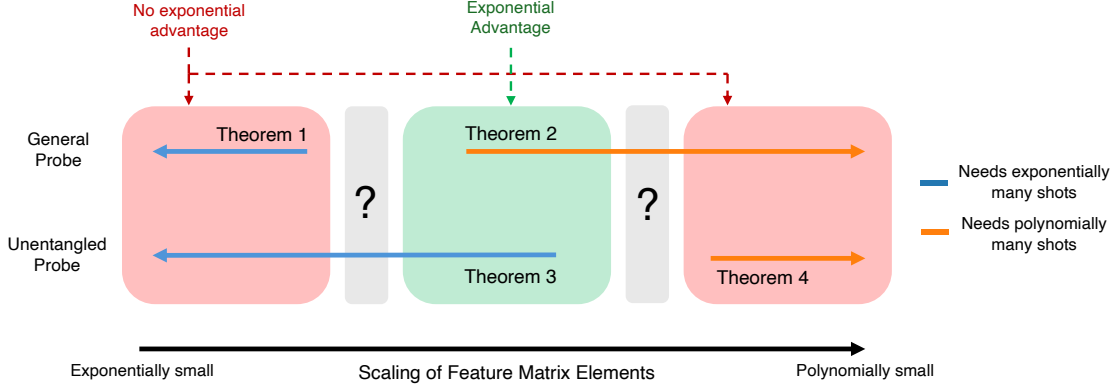 No exponential
advantage
Exponential
Advantage
General
Probe
Theorem 1
Theorem 2
?
?
Needs exponentially
many shots
Needs polynomially
many shots
Unentangled
Probe
Theorem 3
Theorem 4
Exponentially small
Scaling of Feature Matrix Elements
Polynomially small